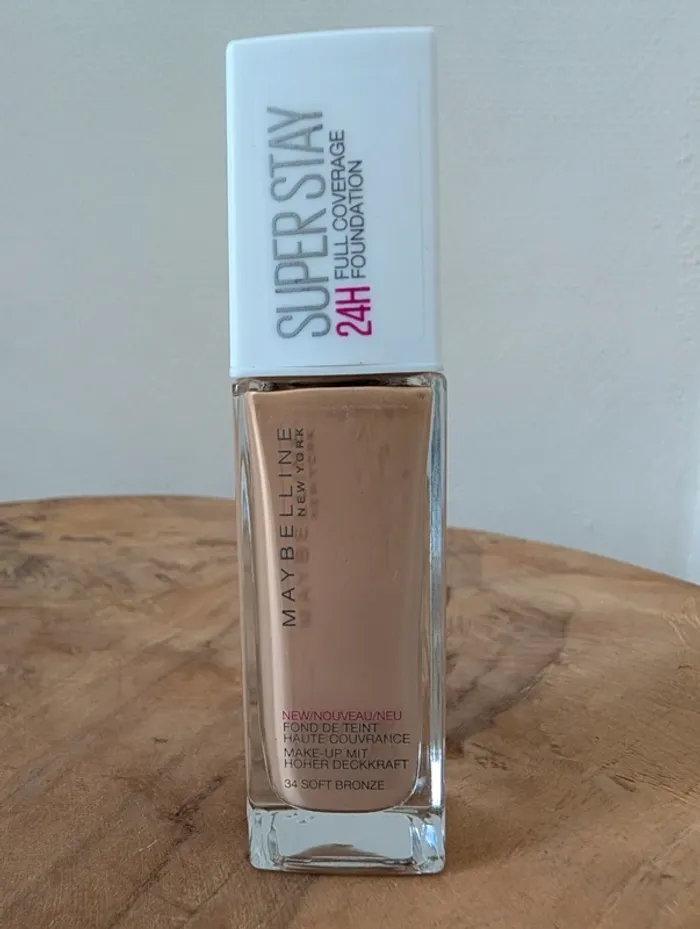 SUPER STAY
24H FULL COVERAGE
FOUNDATION
MAYBELLINE
NEW YORK
NEW/NOUVEAU/NEU
FOND DE TEINT
HAUTE COUVRANCE
MAKE-UP MIT
HOHER DECKKRAFT
34 SOFT BRONZE